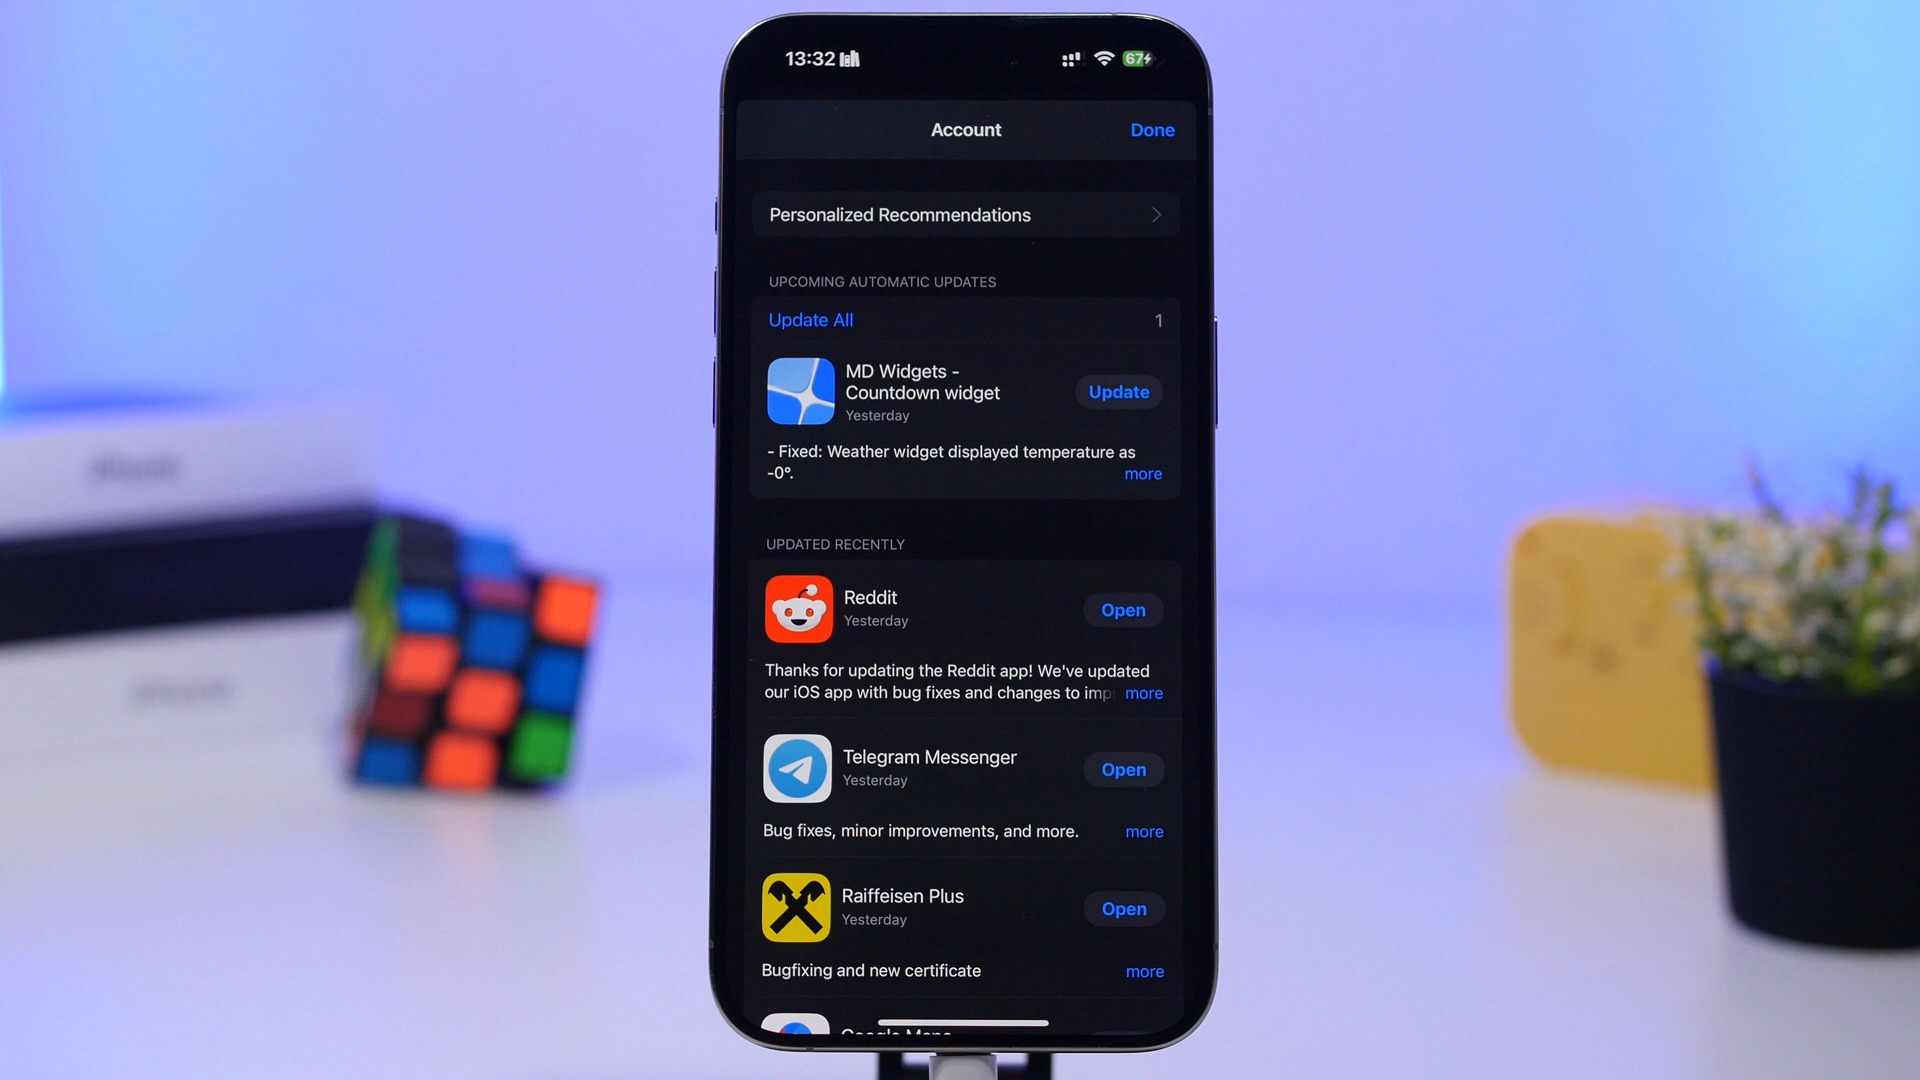 13:32
67
Account
Done
Personalized Recommendations
UPCOMING AUTOMATIC UPDATES
Update All
1
MD Widgets -
Countdown widget
Yesterday
Update
- Fixed: Weather widget displayed temperature as
-0°.
more
UPDATED RECENTLY
Reddit
Yesterday
Open
Thanks for updating the Reddit app! We've updated
our iOS app with bug fixes and changes to imp
more
Telegram Messenger
Yesterday
Open
Bug fixes, minor improvements, and more.
more
Raiffeisen Plus
Yesterday
Open
Bugfixing and new certificate
more
Google Maps